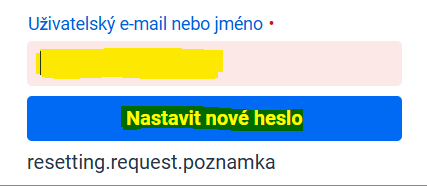 Uživatelský e-mail nebo jméno •
Nastavit nové heslo
resetting.request.poznamka